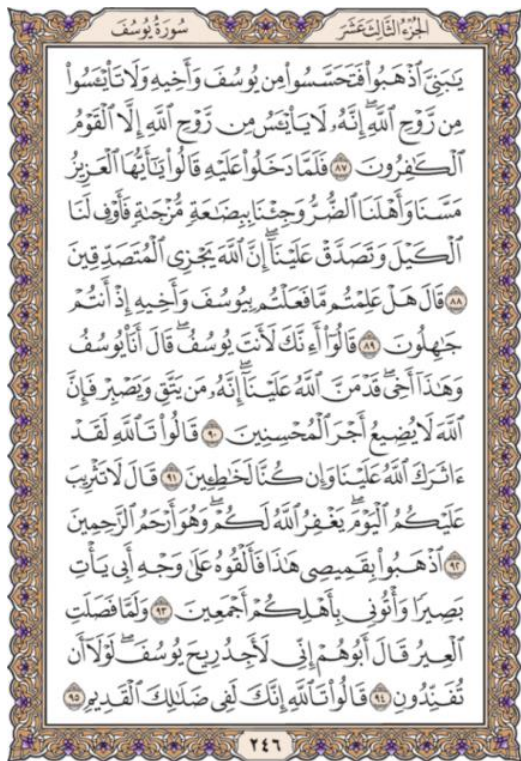 الجزء الثالث عشر
سورة يوسف
يَٰبَنِيَّ ٱذْهَبُوا۟ فَتَحَسَّسُوا۟ مِن يُوسُفَ وَأَخِيهِ وَلَا تَا۟يْـَٔسُوا۟
مِن رَّوْحِ ٱللَّهِ ۖ إِنَّهُۥ لَا يَا۟يْـَٔسُ مِن رَّوْحِ ٱللَّهِ إِلَّا ٱلْقَوْمُ
ٱلْكَٰفِرُونَ ٨٧ فَلَمَّا دَخَلُوا۟ عَلَيْهِ قَالُوا۟ يَٰٓأَيُّهَا ٱلْعَزِيزُ
مَسَّنَا وَأَهْلَنَا ٱلضُّرُّ وَجِئْنَا بِبِضَٰعَةٍ مُّزْجَىٰةٍ فَأَوْفِ لَنَا
ٱلْكَيْلَ وَتَصَدَّقْ عَلَيْنَآ ۖ إِنَّ ٱللَّهَ يَجْزِى ٱلْمُتَصَدِّقِينَ
٨٨ قَالَ هَلْ عَلِمْتُم مَّا فَعَلْتُم بِيُوسُفَ وَأَخِيهِ إِذْ أَنتُمْ
جَٰهِلُونَ ٨٩ قَالُوٓا۟ أَءِنَّكَ لَأَنتَ يُوسُفُ ۖ قَالَ أَنَا۠ يُوسُفُ
وَهَٰذَآ أَخِى ۖ قَدْ مَنَّ ٱللَّهُ عَلَيْنَآ ۖ إِنَّهُۥ مَن يَتَّقِ وَيَصْبِرْ فَإِنَّ
ٱللَّهَ لَا يُضِيعُ أَجْرَ ٱلْمُحْسِنِينَ ٩٠ قَالُوا۟ تَٱللَّهِ لَقَدْ
ءَاثَرَكَ ٱللَّهُ عَلَيْنَا وَإِن كُنَّا لَخَٰطِـِٔينَ ٩١ قَالَ لَا تَثْرِيبَ
عَلَيْكُمُ ٱلْيَوْمَ ۖ يَغْفِرُ ٱللَّهُ لَكُمْ ۖ وَهُوَ أَرْحَمُ ٱلرَّٰحِمِينَ
٩٢ ٱذْهَبُوا۟ بِقَمِيصِى هَٰذَا فَأَلْقُوهُ عَلَىٰ وَجْهِ أَبِى يَأْتِ
بَصِيرًا وَأْتُونِى بِأَهْلِكُمْ أَجْمَعِينَ ٩٣ وَلَمَّا فَصَلَتِ
ٱلْعِيرُ قَالَ أَبُوهُمْ إِنِّى لَأَجِدُ رِيحَ يُوسُفَ ۖ لَوْلَآ أَن
تُفَنِّدُونِ ٩٤ قَالُوا۟ تَٱللَّهِ إِنَّكَ لَفِى ضَلَٰلِكَ ٱلْقَدِيمِ ٩٥
٢٤٦